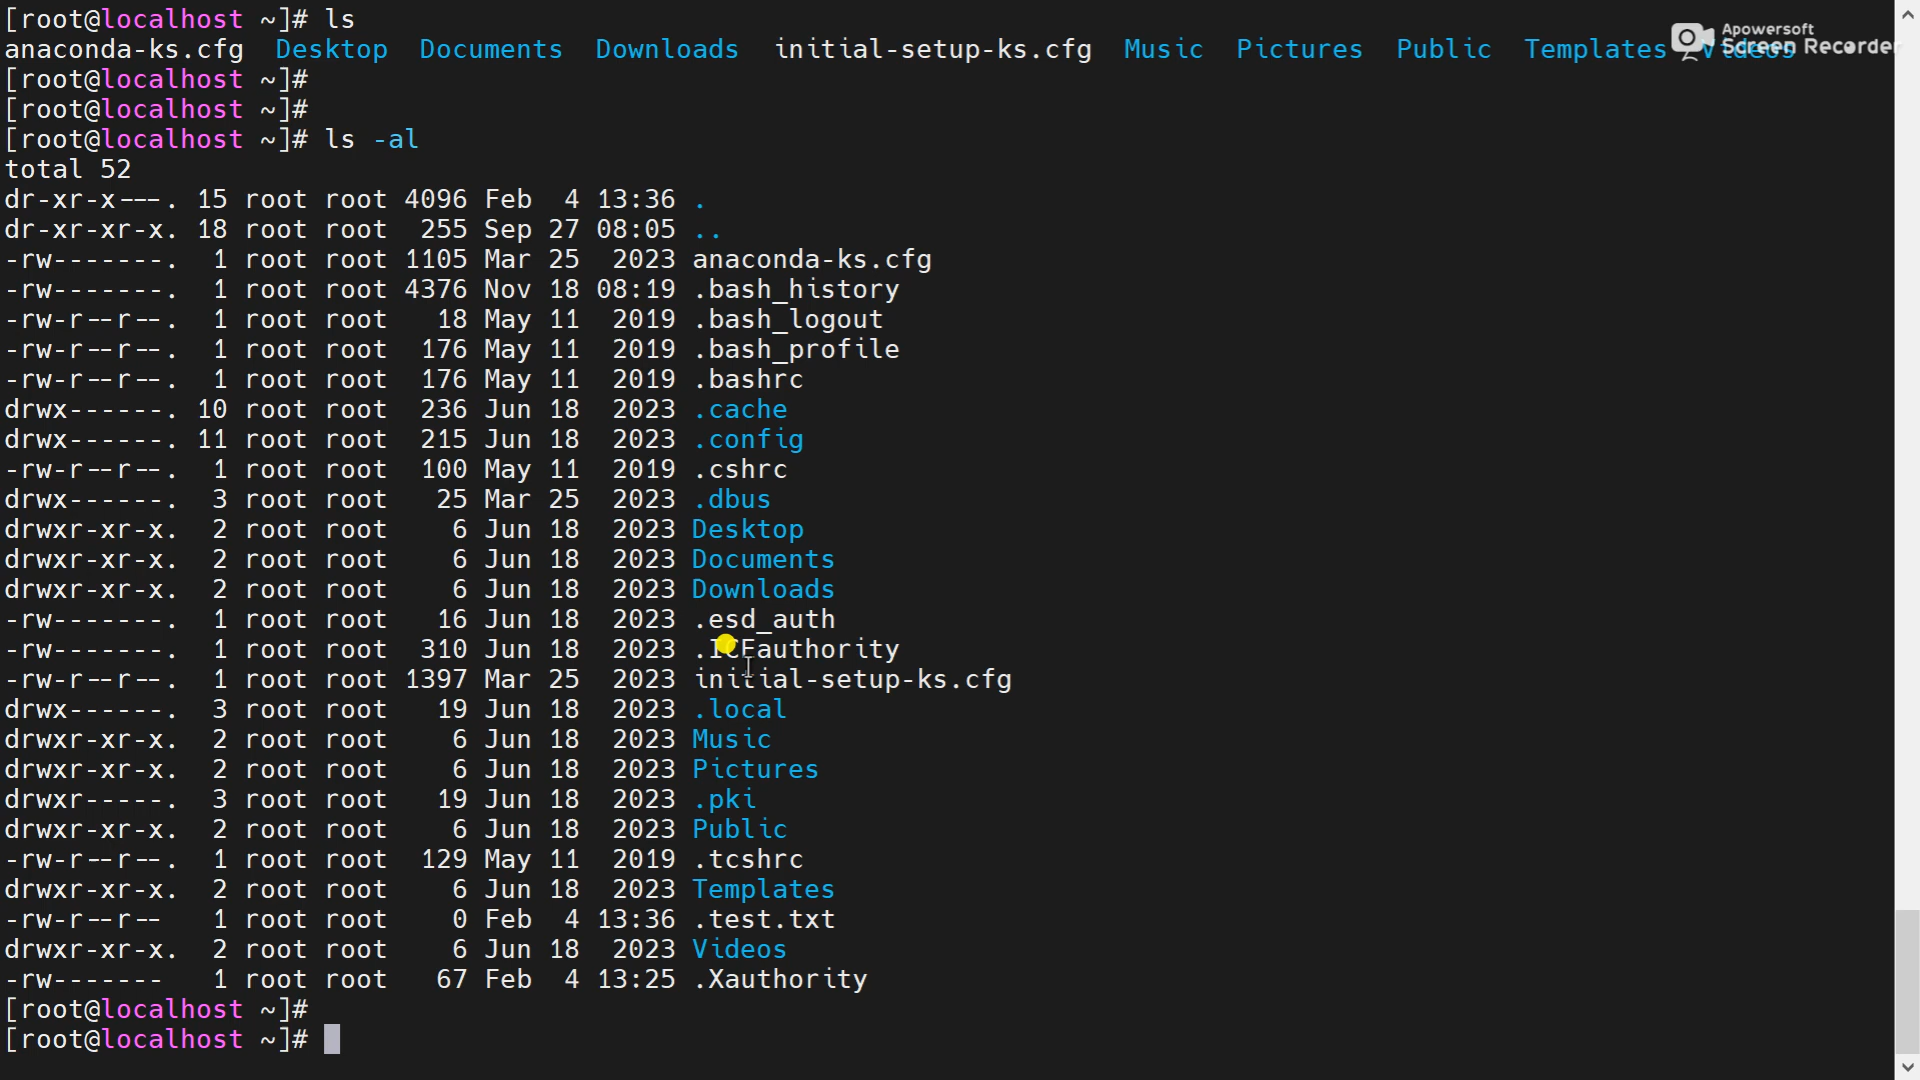 [root@localhost ~]# ls
anaconda-ks.cfg  Desktop  Documents  Downloads  initial-setup-ks.cfg  Music  Pictures  Public  Templates  Videos
Apowersoft
Screen Recorder
[root@localhost ~]#
[root@localhost ~]#
[root@localhost ~]# ls -al
total 52
dr-xr-x---. 15 root root 4096 Feb  4 13:36 .
dr-xr-xr-x. 18 root root  255 Sep 27 08:05 ..
-rw-------.  1 root root 1105 Mar 25  2023 anaconda-ks.cfg
-rw-------.  1 root root 4376 Nov 18 08:19 .bash_history
-rw-r--r--.  1 root root   18 May 11  2019 .bash_logout
-rw-r--r--.  1 root root  176 May 11  2019 .bash_profile
-rw-r--r--.  1 root root  176 May 11  2019 .bashrc
drwx------. 10 root root  236 Jun 18  2023 .cache
drwx------. 11 root root  215 Jun 18  2023 .config
-rw-r--r--.  1 root root  100 May 11  2019 .cshrc
drwx------.  3 root root   25 Mar 25  2023 .dbus
drwxr-xr-x.  2 root root    6 Jun 18  2023 Desktop
drwxr-xr-x.  2 root root    6 Jun 18  2023 Documents
drwxr-xr-x.  2 root root    6 Jun 18  2023 Downloads
-rw-------.  1 root root   16 Jun 18  2023 .esd_auth
-rw-------.  1 root root  310 Jun 18  2023 .ICEauthority
-rw-------.  1 root root 1397 Mar 25  2023 initial-setup-ks.cfg
drwx------.  3 root root   19 Jun 18  2023 .local
drwxr-xr-x.  2 root root    6 Jun 18  2023 Music
drwxr-xr-x.  2 root root    6 Jun 18  2023 Pictures
drwxr-----.  3 root root   19 Jun 18  2023 .pki
drwxr-xr-x.  2 root root    6 Jun 18  2023 Public
-rw-r--r--.  1 root root  129 May 11  2019 .tcshrc
drwxr-xr-x.  2 root root    6 Jun 18  2023 Templates
-rw-r--r--   1 root root    0 Feb  4 13:36 .test.txt
drwxr-xr-x.  2 root root    6 Jun 18  2023 Videos
-rw-------   1 root root   67 Feb  4 13:25 .Xauthority
[root@localhost ~]#
[root@localhost ~]#